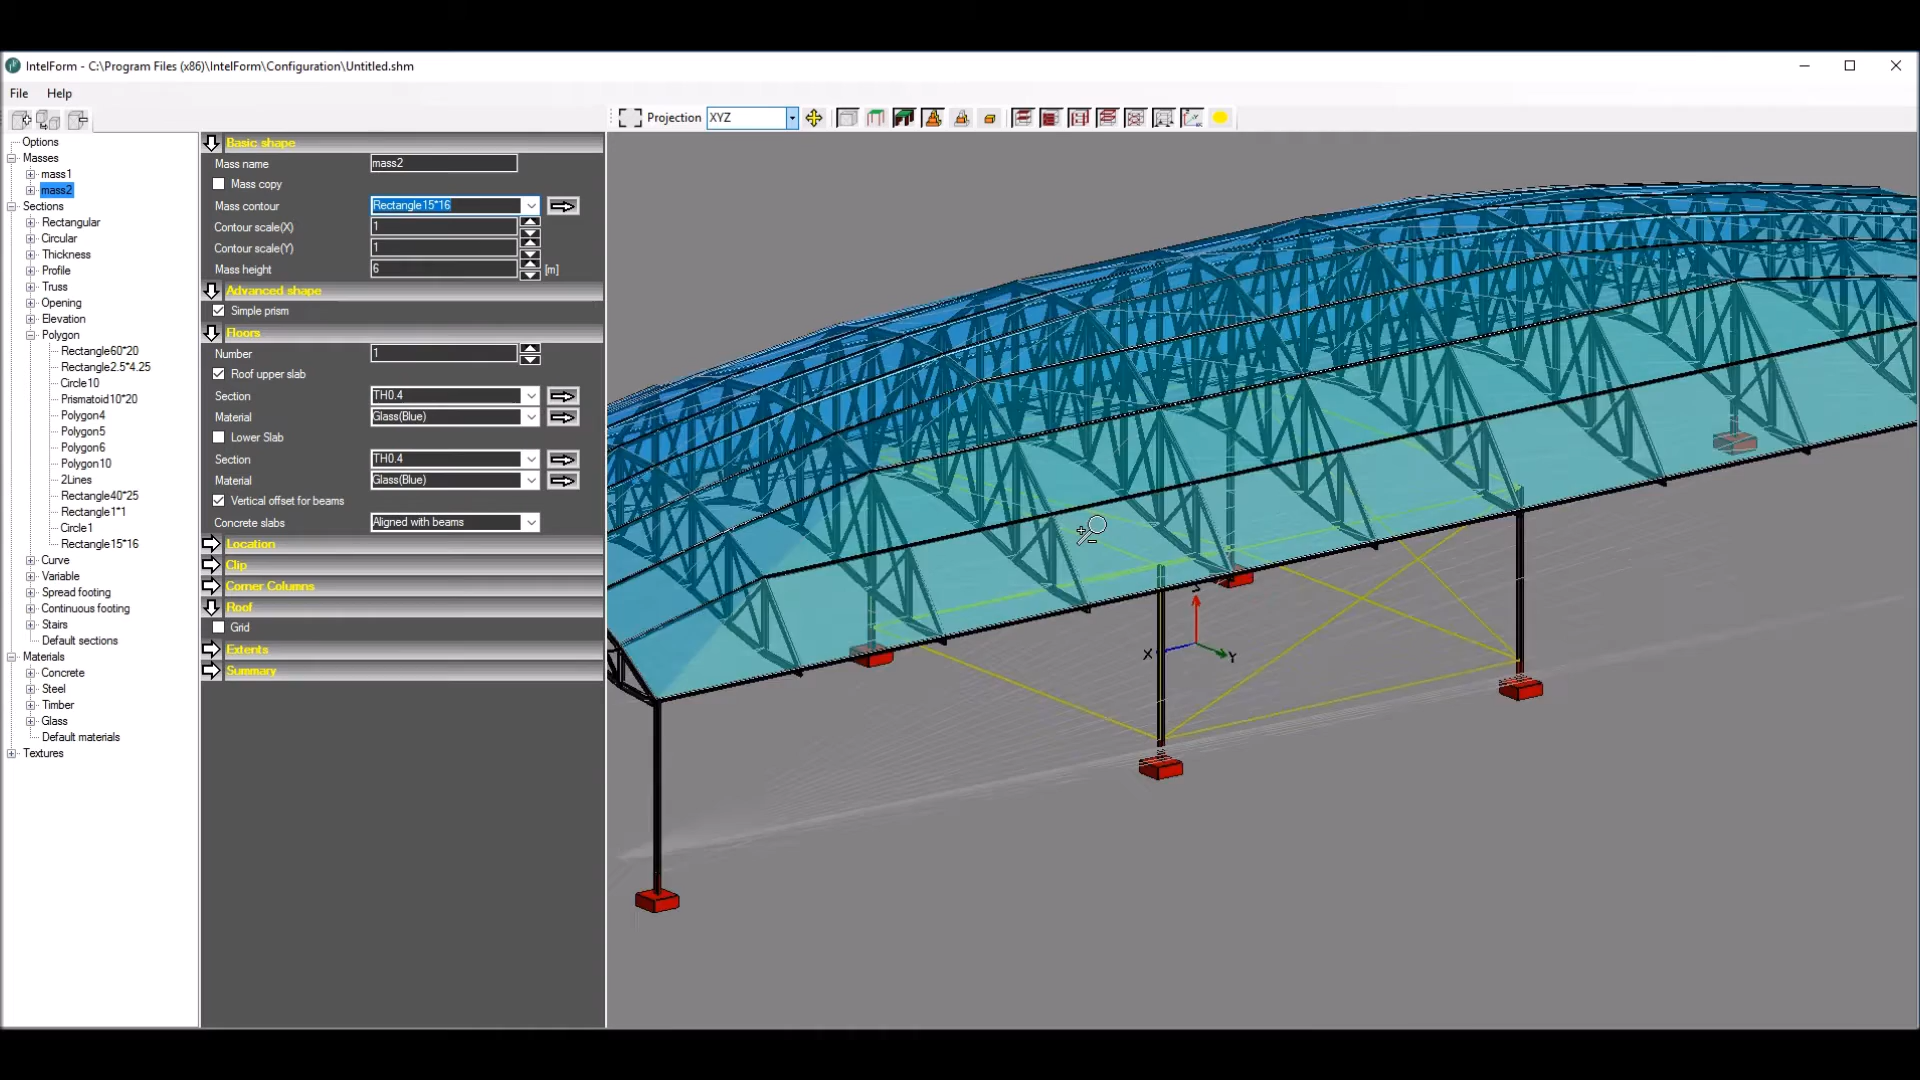 IntelForm - C:\Program Files (x86)\IntelForm\Configuration\Untitled.shm
File Help
Projection XYZ
Options
Masses
mass1
mass2
Sections
Rectangular
Circular
Thickness
Profile
Truss
Opening
Elevation
Polygon
Rectangle60*20
Rectangle2.5*4.25
Circle10
Prismatoid10*20
Polygon4
Polygon5
Polygon6
Polygon10
2Lines
Rectangle40*25
Rectangle1*1
Circle1
Rectangle15*16
Curve
Variable
Spread footing
Continuous footing
Stairs
Default sections
Materials
Concrete
Steel
Timber
Glass
Default materials
Textures
Basic shape
Mass name mass2
Mass copy
Mass contour Rectangle15*16
Contour scale(X) 1
Contour scale(Y) 1
Mass height 6 [m]
Advanced shape
Simple prism
Floors
Number 1
Roof upper slab
Section TH0.4
Material Glass(Blue)
Lower Slab
Section TH0.4
Material Glass(Blue)
Vertical offset for beams
Concrete slabs Aligned with beams
Location
Clip
Corner Columns
Roof
Grid
Extents
Summary
X Y